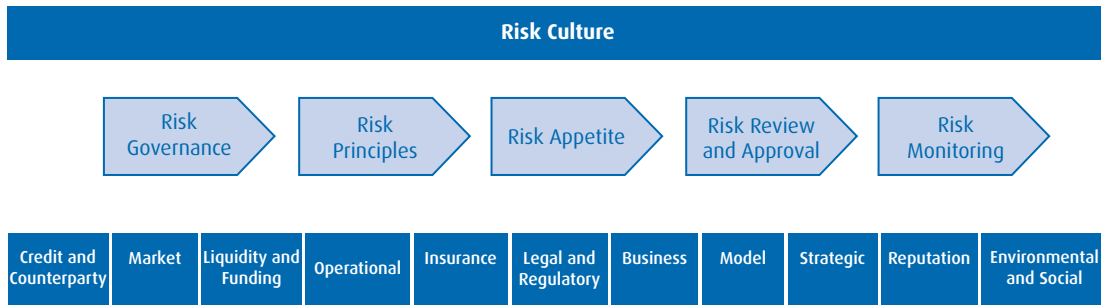 Risk Culture
Risk
Governance
Risk
Principles
Risk Appetite
Risk Review
and Approval
Risk
Monitoring
Credit and
Counterparty
Market
Liquidity and
Funding
Operational
Insurance
Legal and
Regulatory
Business
Model
Strategic
Reputation
Environmental
and Social